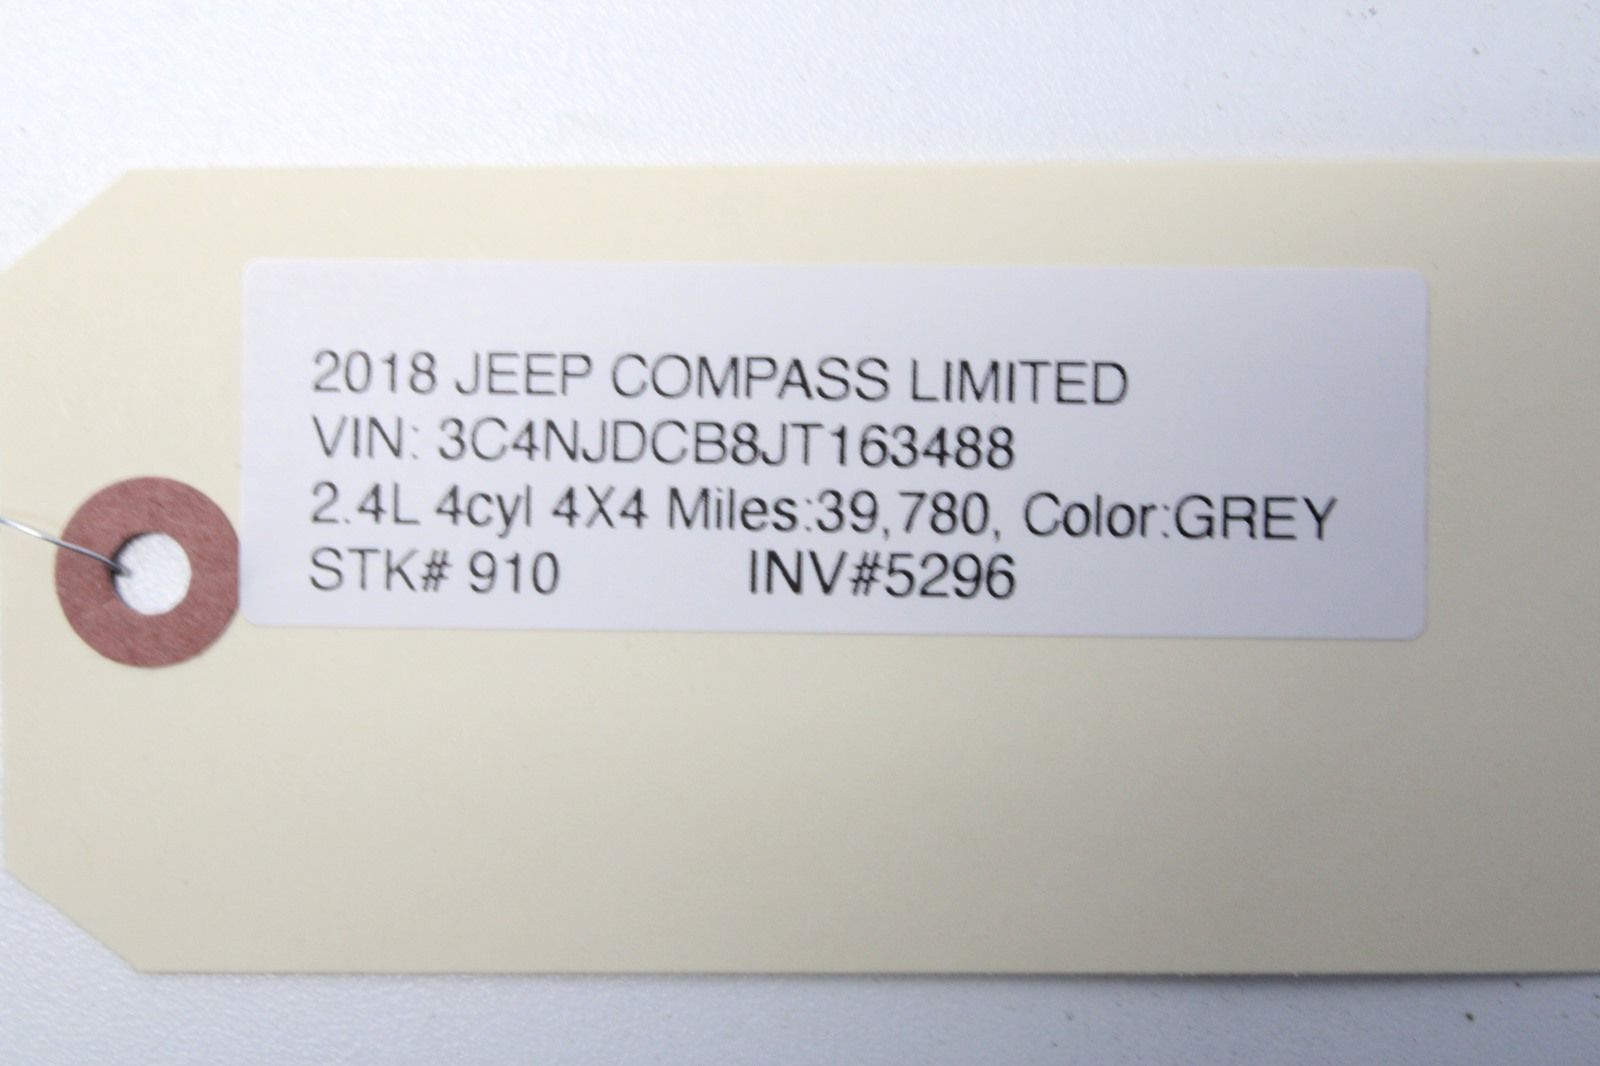 2018 JEEP COMPASS LIMITED
VIN: 3C4NJDCB8JT163488
2.4L 4cyl 4X4 Miles:39,780, Color:GREY
STK# 910 INV#5296